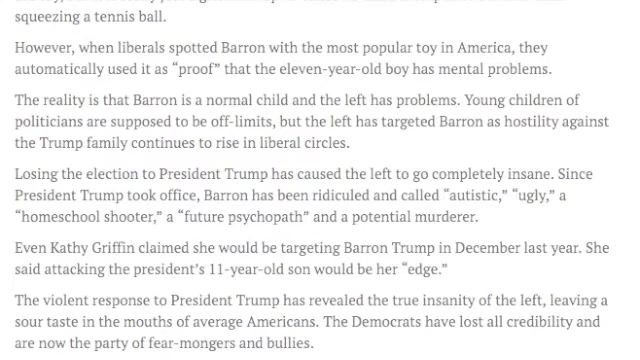 squeezing a tennis ball.
However, when liberals spotted Barron with the most popular toy in America, they
automatically used it as “proof” that the eleven-year-old boy has mental problems.
The reality is that Barron is a normal child and the left has problems. Young children of
politicians are supposed to be off-limits, but the left has targeted Barron as hostility against
the Trump family continues to rise in liberal circles.
Losing the election to President Trump has caused the left to go completely insane. Since
President Trump took office, Barron has been ridiculed and called “autistic,” “ugly,” a
“homeschool shooter,” a “future psychopath” and a potential murderer.
Even Kathy Griffin claimed she would be targeting Barron Trump in December last year. She
said attacking the president’s 11-year-old son would be her “edge.”
The violent response to President Trump has revealed the true insanity of the left, leaving a
sour taste in the mouths of average Americans. The Democrats have lost all credibility and
are now the party of fear-mongers and bullies.